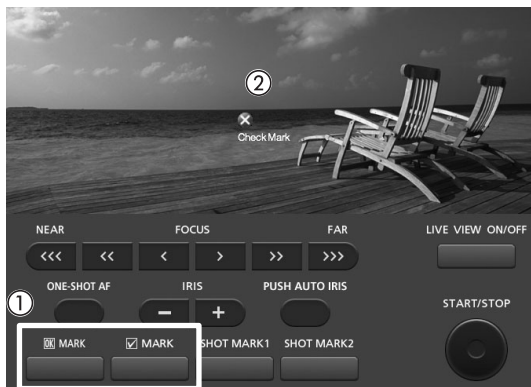 ②
Check Mark
NEAR FOCUS FAR LIVE VIEW ON/OFF
<<< << < > >> >>>
ONE-SHOT AF IRIS PUSH AUTO IRIS
① − + START/STOP
OK MARK ☑ MARK SHOT MARK1 SHOT MARK2